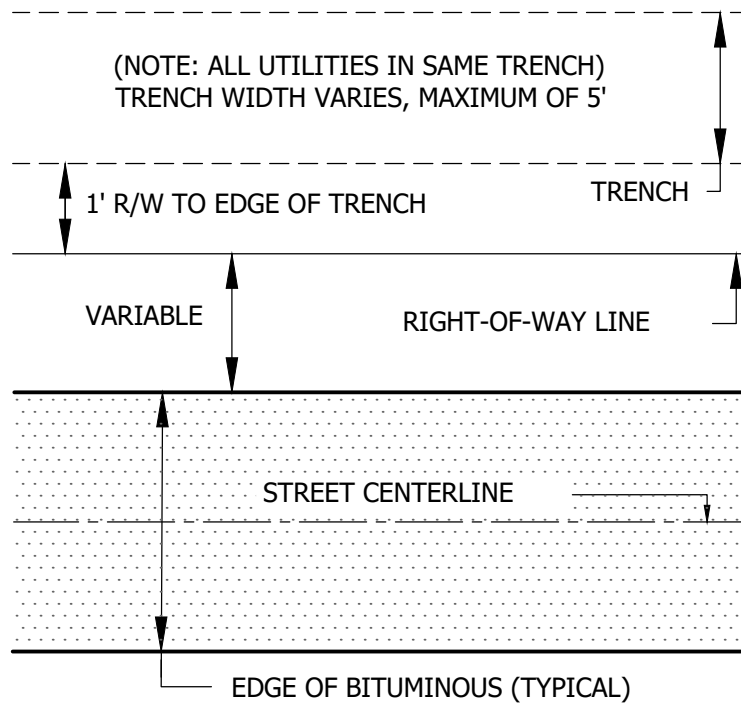 (NOTE: ALL UTILITIES IN SAME TRENCH)
TRENCH WIDTH VARIES, MAXIMUM OF 5'
TRENCH
1' R/W TO EDGE OF TRENCH
VARIABLE
RIGHT-OF-WAY LINE
STREET CENTERLINE
EDGE OF BITUMINOUS (TYPICAL)